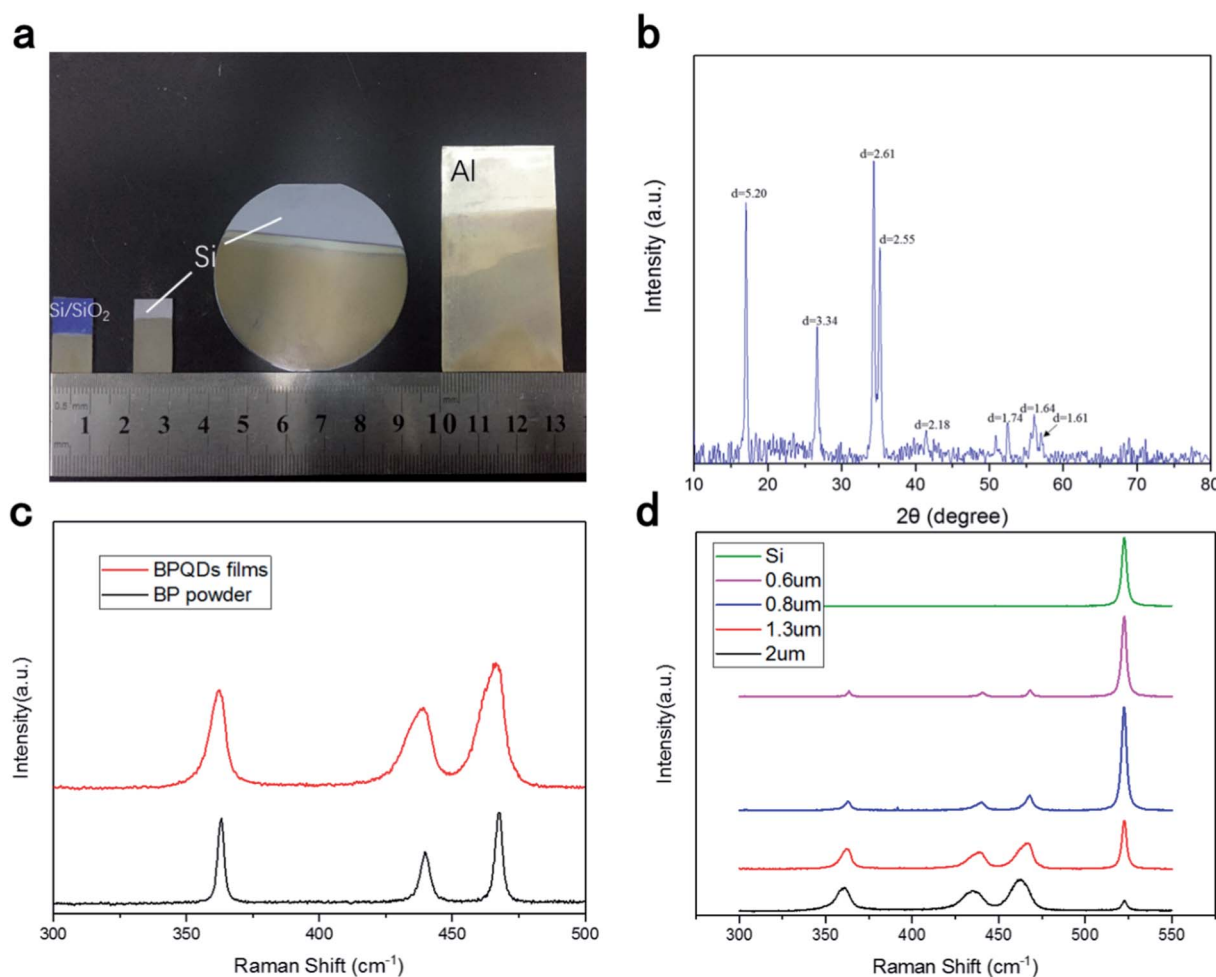 a
Al
Si
Si/SiO₂
0.5 mm
mm
1 2 3 4 5 6 7 8 9 10 11 12 13
b
Intensity (a.u.)
d=5.20
d=3.34
d=2.61
d=2.55
d=2.18
d=1.74
d=1.64
d=1.61
10 20 30 40 50 60 70 80
2θ (degree)
c
BPQDs films
BP powder
Intensity(a.u.)
300 350 400 450 500
Raman Shift (cm⁻¹)
d
Si
0.6um
0.8um
1.3um
2um
Intensity(a.u.)
300 350 400 450 500 550
Raman Shift (cm⁻¹)